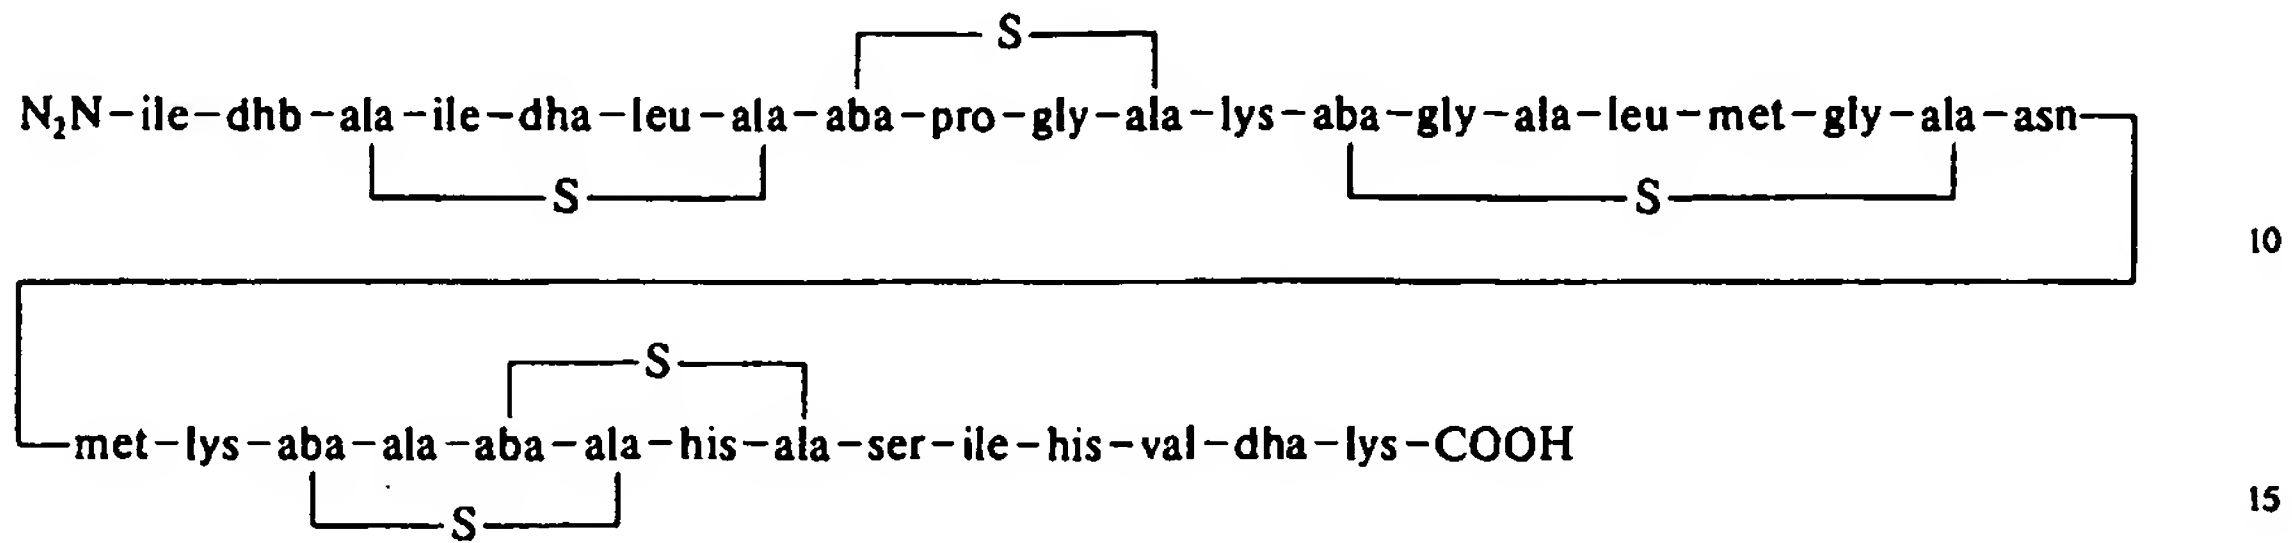 S
N₂N-ile-dhb-ala-ile-dha-leu-ala-aba-pro-gly-ala-lys-aba-gly-ala-leu-met-gly-ala-asn
S S
10
S
met-lys-aba-ala-aba-ala-his-ala-ser-ile-his-val-dha-lys-COOH
15
S